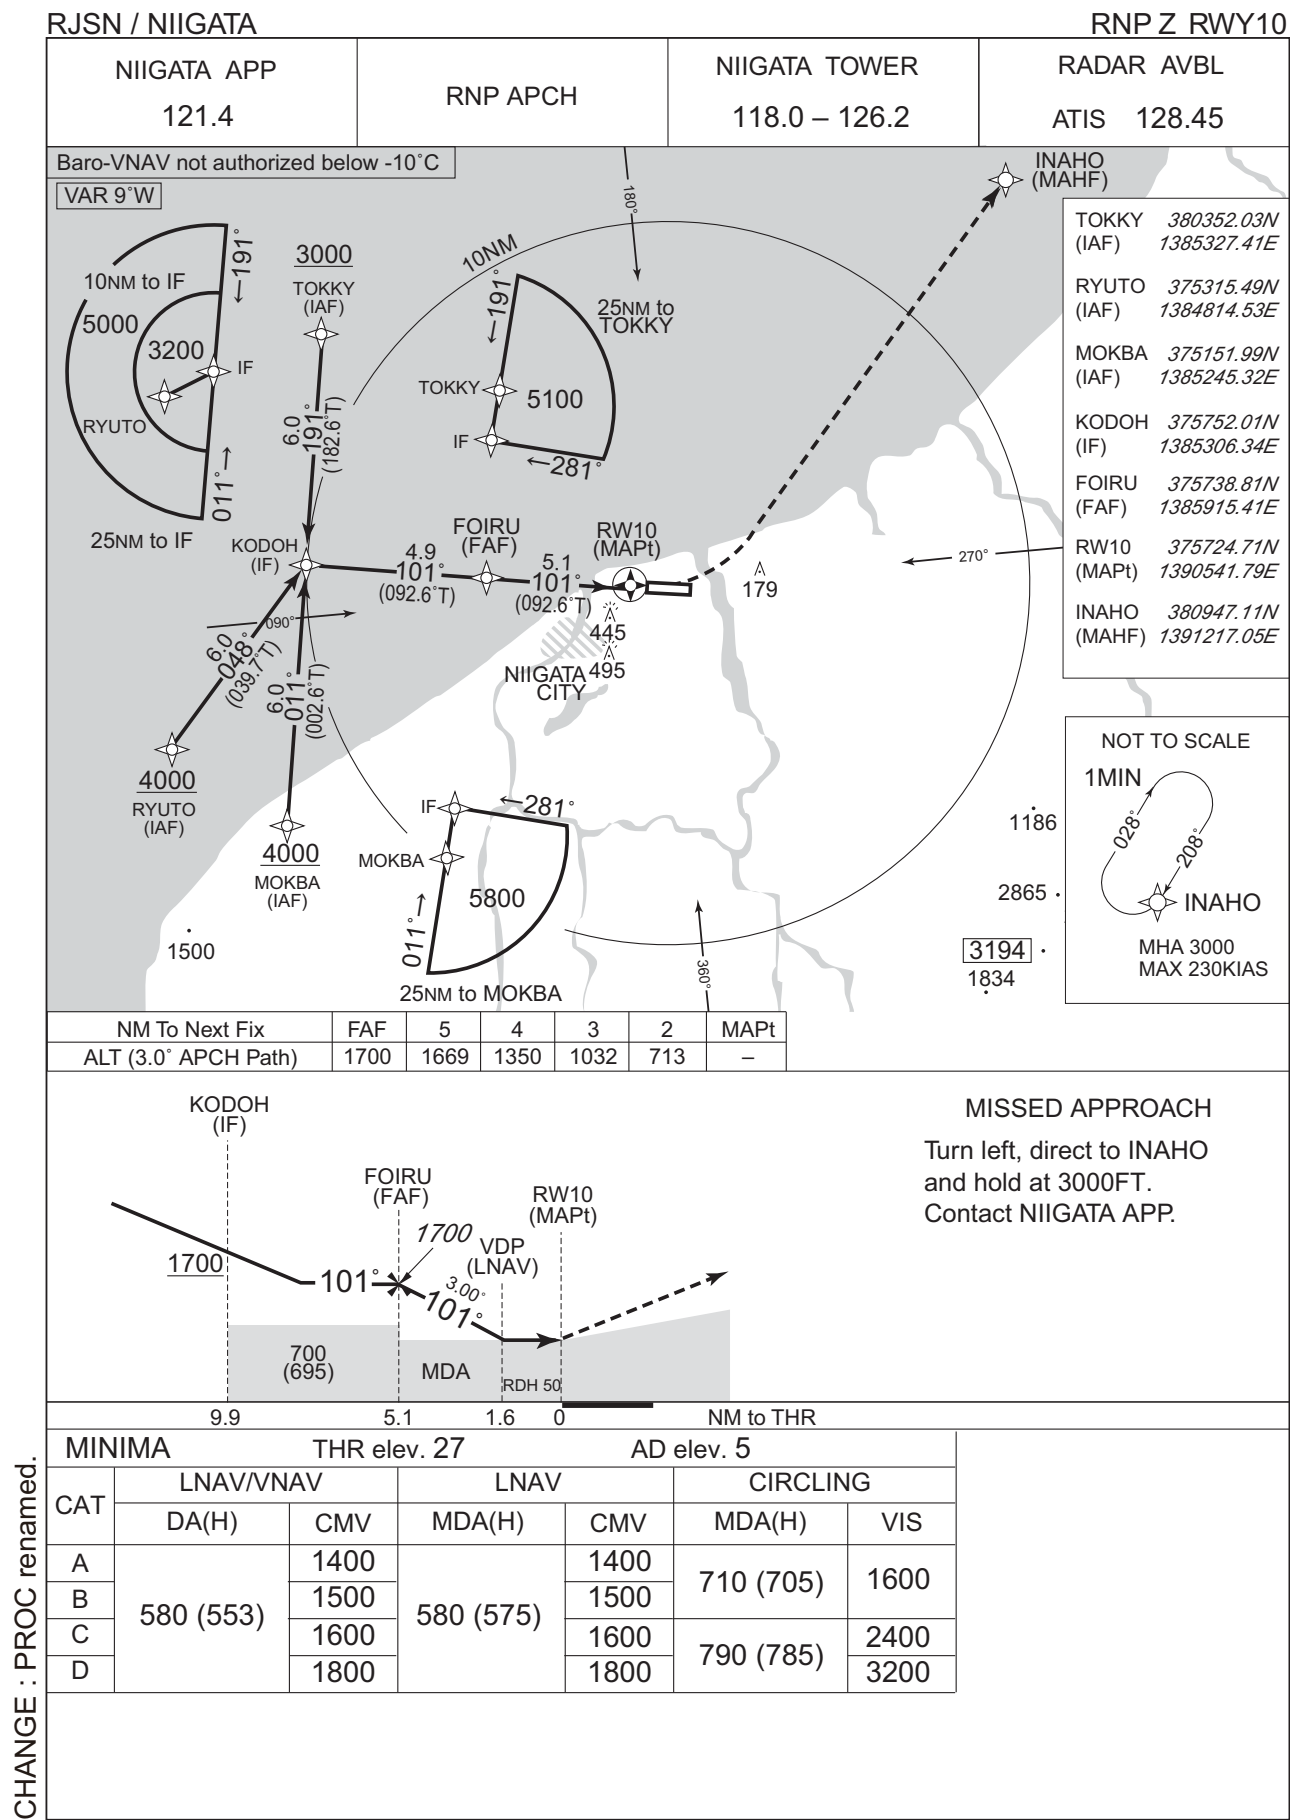 RJSN / NIIGATA
RNP Z RWY10
NIIGATA APP
121.4
RNP APCH
NIIGATA TOWER
118.0 – 126.2
RADAR AVBL
ATIS 128.45
Baro-VNAV not authorized below -10˚C
VAR 9˚W
INAHO
(MAHF)
180°
10NM
10NM to IF
5000
3200
IF
RYUTO
←191°
011°→
25NM to IF
3000
TOKKY
(IAF)
6.0
191°
(182.6˚T)
←191°
25NM to
TOKKY
TOKKY
5100
IF
←281°
TOKKY 380352.03N
(IAF) 1385327.41E
RYUTO 375315.49N
(IAF) 1384814.53E
MOKBA 375151.99N
(IAF) 1385245.32E
KODOH 375752.01N
(IF) 1385306.34E
FOIRU 375738.81N
(FAF) 1385915.41E
RW10 375724.71N
(MAPt) 1390541.79E
INAHO 380947.11N
(MAHF) 1391217.05E
KODOH
(IF)
4.9
101°
(092.6˚T)
FOIRU
(FAF)
5.1
101°
(092.6˚T)
RW10
(MAPt)
270°
179
445
495
NIIGATA
CITY
090°
6.0
048°
(039.7˚T)
6.0
011°
(002.6˚T)
4000
RYUTO
(IAF)
4000
MOKBA
(IAF)
IF
←281°
MOKBA
5800
011°→
25NM to MOKBA
360°
1500
1186
2865
3194
1834
NOT TO SCALE
1MIN
028°
208°
INAHO
MHA 3000
MAX 230KIAS
NM To Next Fix FAF 5 4 3 2 MAPt
ALT (3.0˚ APCH Path) 1700 1669 1350 1032 713 –
KODOH
(IF)
FOIRU
(FAF)
RW10
(MAPt)
1700
1700
VDP
(LNAV)
101°
3.00°
101°
700
(695)
MDA
RDH 50
9.9 5.1 1.6 0 NM to THR
MISSED APPROACH
Turn left, direct to INAHO
and hold at 3000FT.
Contact NIIGATA APP.
MINIMA THR elev. 27 AD elev. 5
CAT LNAV/VNAV LNAV CIRCLING
DA(H) CMV MDA(H) CMV MDA(H) VIS
A 580 (553) 1400 580 (575) 1400 710 (705) 1600
B 1500 1500
C 1600 1600 790 (785) 2400
D 1800 1800 3200
CHANGE : PROC renamed.